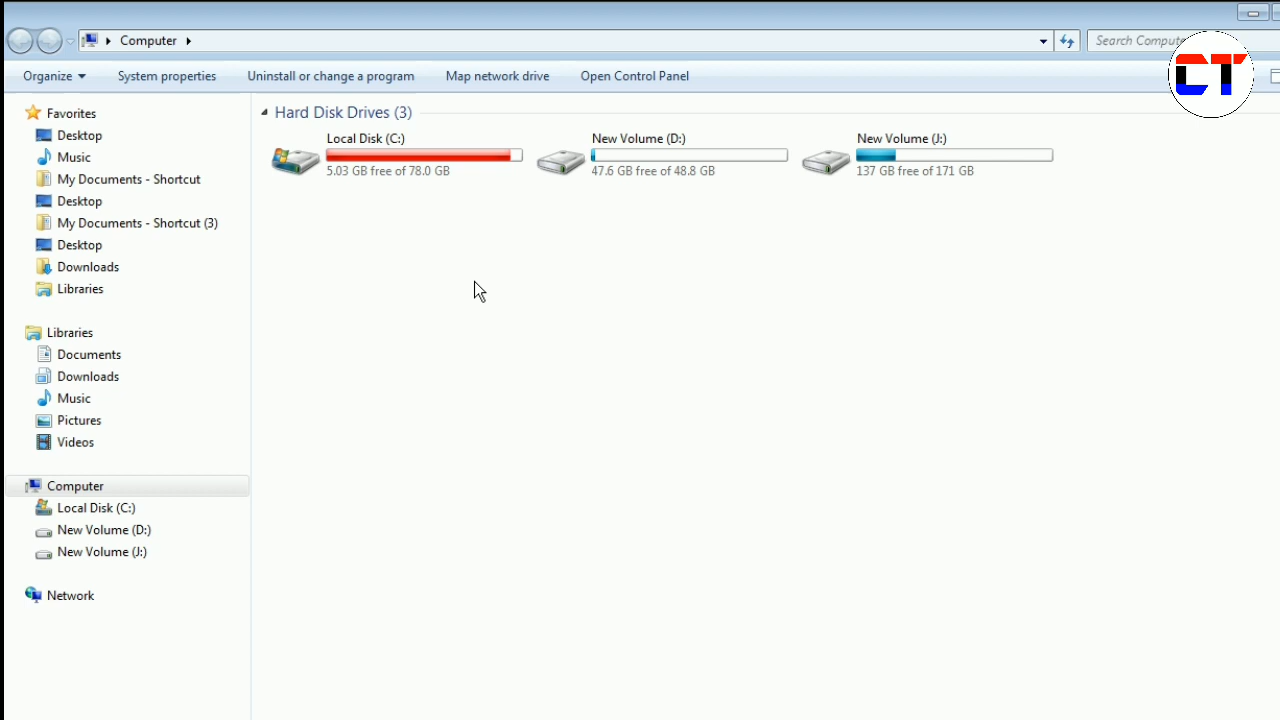 Computer
Search Compute
CT
Organize
System properties
Uninstall or change a program
Map network drive
Open Control Panel
Favorites
Desktop
Music
My Documents - Shortcut
Desktop
My Documents - Shortcut (3)
Desktop
Downloads
Libraries
Libraries
Documents
Downloads
Music
Pictures
Videos
Computer
Local Disk (C:)
New Volume (D:)
New Volume (J:)
Network
Hard Disk Drives (3)
Local Disk (C:)
5.03 GB free of 78.0 GB
New Volume (D:)
47.6 GB free of 48.8 GB
New Volume (J:)
137 GB free of 171 GB